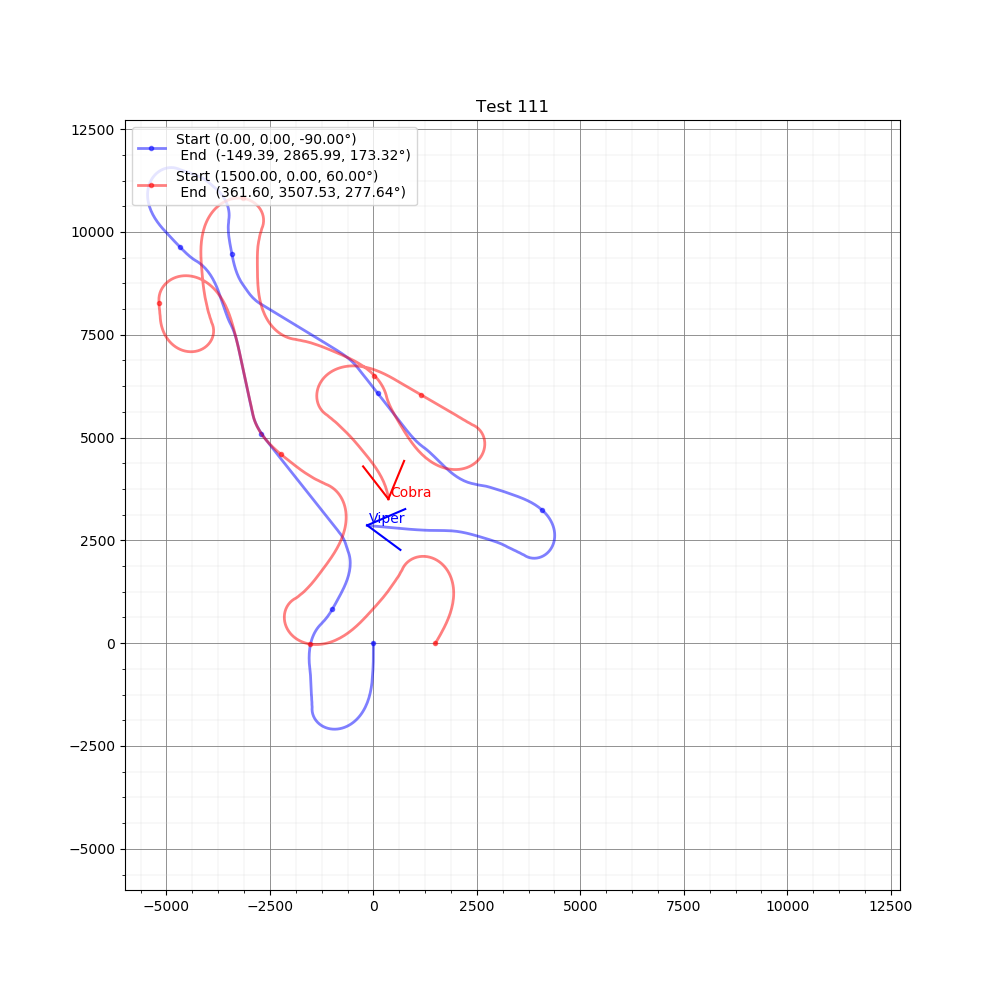 Test 111
Start (0.00, 0.00, -90.00°)
End  (-149.39, 2865.99, 173.32°)
Start (1500.00, 0.00, 60.00°)
End  (361.60, 3507.53, 277.64°)
12500
10000
7500
5000
2500
0
−2500
−5000
Cobra
Viper
−5000 −2500 0 2500 5000 7500 10000 12500